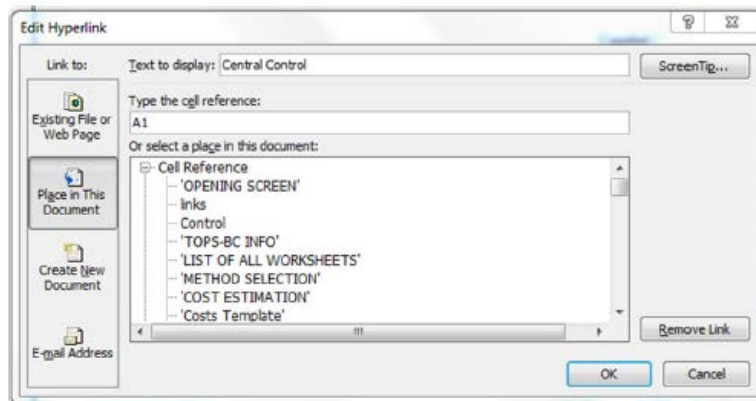 Edit Hyperlink
Link to:
Text to display: Central Control
ScreenTip...
Existing File or
Web Page
Type the cell reference:
A1
Or select a place in this document:
Place in This
Document
Cell Reference
'OPENING SCREEN'
links
Control
'TOPS-BC INFO'
'LIST OF ALL WORKSHEETS'
'METHOD SELECTION'
'COST ESTIMATION'
'Costs Template'
Create New
Document
E-mail Address
Remove Link
OK
Cancel